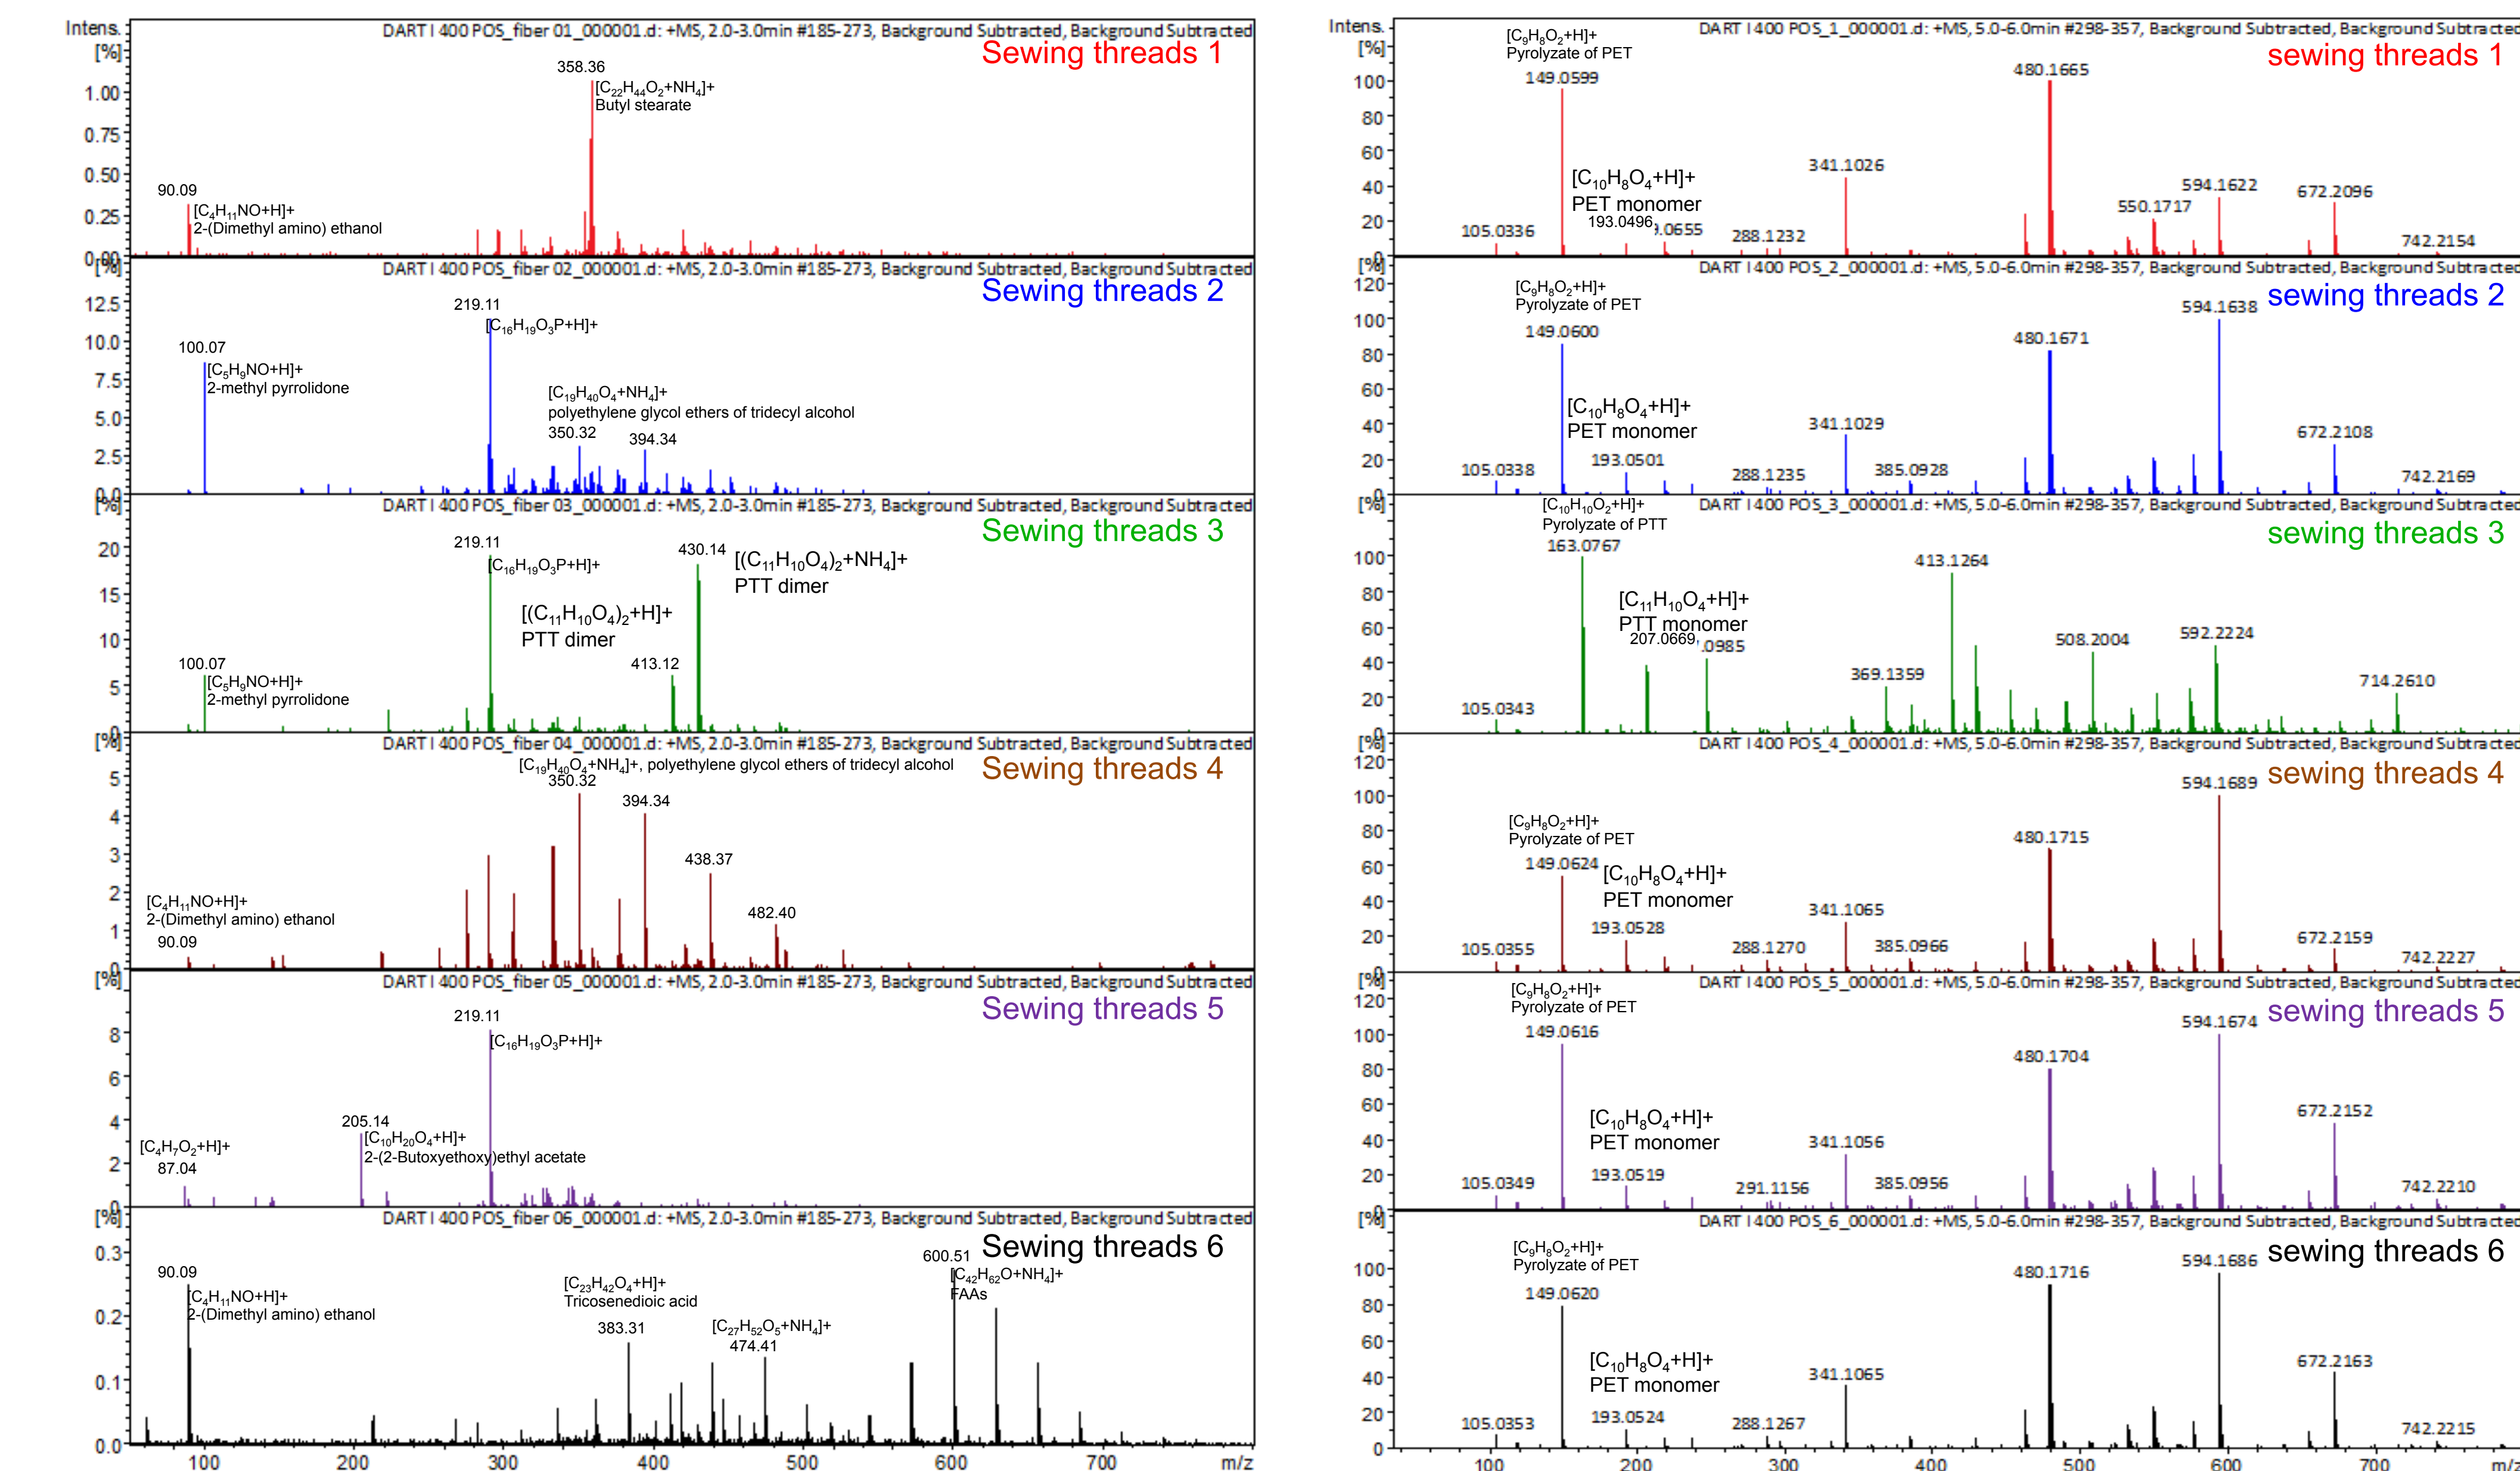 Intens.
[%]
DART I 400 POS_fiber 01_000001.d: +MS, 2.0-3.0min #185-273, Background Subtracted, Background Subtracted
Sewing threads 1
358.36
[C₂₂H₄₄O₂+NH₄]+
Butyl stearate
90.09
[C₄H₁₁NO+H]+
2-(Dimethyl amino) ethanol
1.00
0.75
0.50
0.25
0.00
[%]
DART I 400 POS_fiber 02_000001.d: +MS, 2.0-3.0min #185-273, Background Subtracted, Background Subtracted
Sewing threads 2
219.11
[C₁₆H₁₉O₃P+H]+
100.07
[C₅H₉NO+H]+
2-methyl pyrrolidone
[C₁₉H₄₀O₄+NH₄]+
polyethylene glycol ethers of tridecyl alcohol
350.32
394.34
12.5
10.0
7.5
5.0
2.5
0.0
[%]
DART I 400 POS_fiber 03_000001.d: +MS, 2.0-3.0min #185-273, Background Subtracted, Background Subtracted
Sewing threads 3
219.11
[C₁₆H₁₉O₃P+H]+
430.14
[(C₁₁H₁₀O₄)₂+NH₄]+
PTT dimer
[(C₁₁H₁₀O₄)₂+H]+
PTT dimer
413.12
100.07
[C₅H₉NO+H]+
2-methyl pyrrolidone
20
15
10
5
0
[%]
DART I 400 POS_fiber 04_000001.d: +MS, 2.0-3.0min #185-273, Background Subtracted, Background Subtracted
Sewing threads 4
[C₁₉H₄₀O₄+NH₄]+, polyethylene glycol ethers of tridecyl alcohol
350.32
394.34
438.37
482.40
[C₄H₁₁NO+H]+
2-(Dimethyl amino) ethanol
90.09
5
4
3
2
1
0
[%]
DART I 400 POS_fiber 05_000001.d: +MS, 2.0-3.0min #185-273, Background Subtracted, Background Subtracted
Sewing threads 5
219.11
[C₁₆H₁₉O₃P+H]+
205.14
[C₁₀H₂₀O₄+H]+
2-(2-Butoxyethoxy)ethyl acetate
[C₄H₇O₂+H]+
87.04
8
6
4
2
0
[%]
DART I 400 POS_fiber 06_000001.d: +MS, 2.0-3.0min #185-273, Background Subtracted, Background Subtracted
Sewing threads 6
600.51
[C₄₂H₆₂O+NH₄]+
FAAs
90.09
[C₄H₁₁NO+H]+
2-(Dimethyl amino) ethanol
[C₂₃H₄₂O₄+H]+
Tricosenedioic acid
383.31
[C₂₇H₅₂O₅+NH₄]+
474.41
0.3
0.2
0.1
0.0
100 200 300 400 500 600 700 m/z
Intens.
[%]
DART I 400 POS_1_000001.d: +MS, 5.0-6.0min #298-357, Background Subtracted, Background Subtracted
sewing threads 1
[C₉H₈O₂+H]+
Pyrolyzate of PET
149.0599
480.1665
[C₁₀H₈O₄+H]+
PET monomer
193.0496
.0655
341.1026
594.1622
672.2096
550.1717
105.0336
288.1232
742.2154
100
80
60
40
20
0
[%]
DART I 400 POS_2_000001.d: +MS, 5.0-6.0min #298-357, Background Subtracted, Background Subtracted
sewing threads 2
[C₉H₈O₂+H]+
Pyrolyzate of PET
149.0600
594.1638
480.1671
[C₁₀H₈O₄+H]+
PET monomer
193.0501
341.1029
672.2108
105.0338
288.1235
385.0928
742.2169
120
100
80
60
40
20
0
[%]
DART I 400 POS_3_000001.d: +MS, 5.0-6.0min #298-357, Background Subtracted, Background Subtracted
sewing threads 3
[C₁₀H₁₀O₂+H]+
Pyrolyzate of PTT
163.0767
413.1264
[C₁₁H₁₀O₄+H]+
PTT monomer
207.0669
.0985
508.2004
592.2224
369.1359
714.2610
105.0343
100
80
60
40
20
0
[%]
DART I 400 POS_4_000001.d: +MS, 5.0-6.0min #298-357, Background Subtracted, Background Subtracted
sewing threads 4
594.1689
[C₉H₈O₂+H]+
Pyrolyzate of PET
149.0624
480.1715
[C₁₀H₈O₄+H]+
PET monomer
193.0528
341.1065
672.2159
105.0355
288.1270
385.0966
742.2227
120
100
80
60
40
20
0
[%]
DART I 400 POS_5_000001.d: +MS, 5.0-6.0min #298-357, Background Subtracted, Background Subtracted
sewing threads 5
[C₉H₈O₂+H]+
Pyrolyzate of PET
149.0616
594.1674
480.1704
[C₁₀H₈O₄+H]+
PET monomer
193.0519
341.1056
672.2152
105.0349
291.1156
385.0956
742.2210
120
100
80
60
40
20
0
[%]
DART I 400 POS_6_000001.d: +MS, 5.0-6.0min #298-357, Background Subtracted, Background Subtracted
sewing threads 6
[C₉H₈O₂+H]+
Pyrolyzate of PET
149.0620
594.1686
480.1716
[C₁₀H₈O₄+H]+
PET monomer
193.0524
341.1065
672.2163
105.0353
288.1267
742.2215
100
80
60
40
20
0
100 200 300 400 500 600 700 m/z